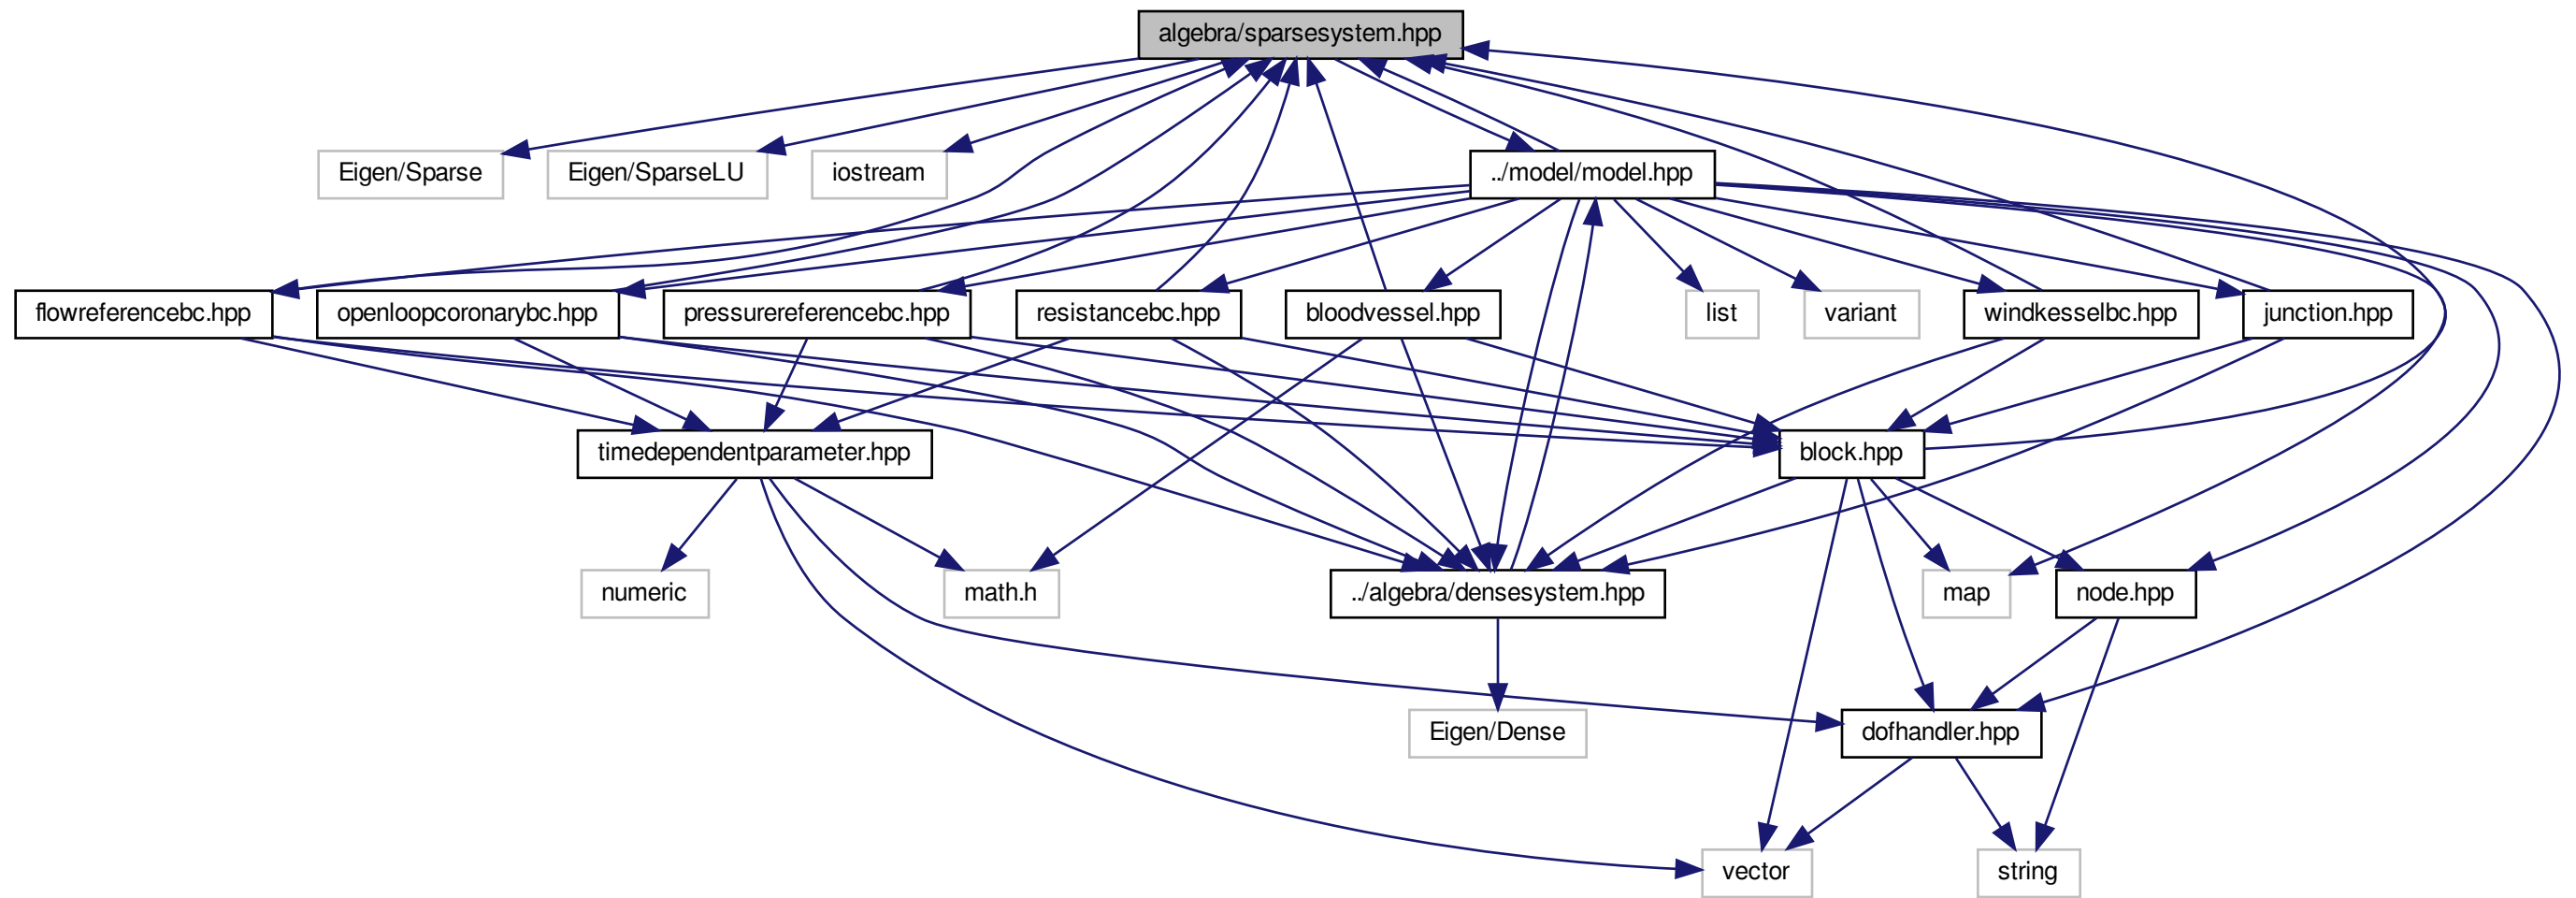 algebra/sparsesystem.hpp
Eigen/Sparse
Eigen/SparseLU
iostream
../model/model.hpp
flowreferencebc.hpp
openloopcoronarybc.hpp
pressurereferencebc.hpp
resistancebc.hpp
bloodvessel.hpp
list
variant
windkesselbc.hpp
junction.hpp
timedependentparameter.hpp
block.hpp
numeric
math.h
../algebra/densesystem.hpp
map
node.hpp
Eigen/Dense
dofhandler.hpp
vector
string